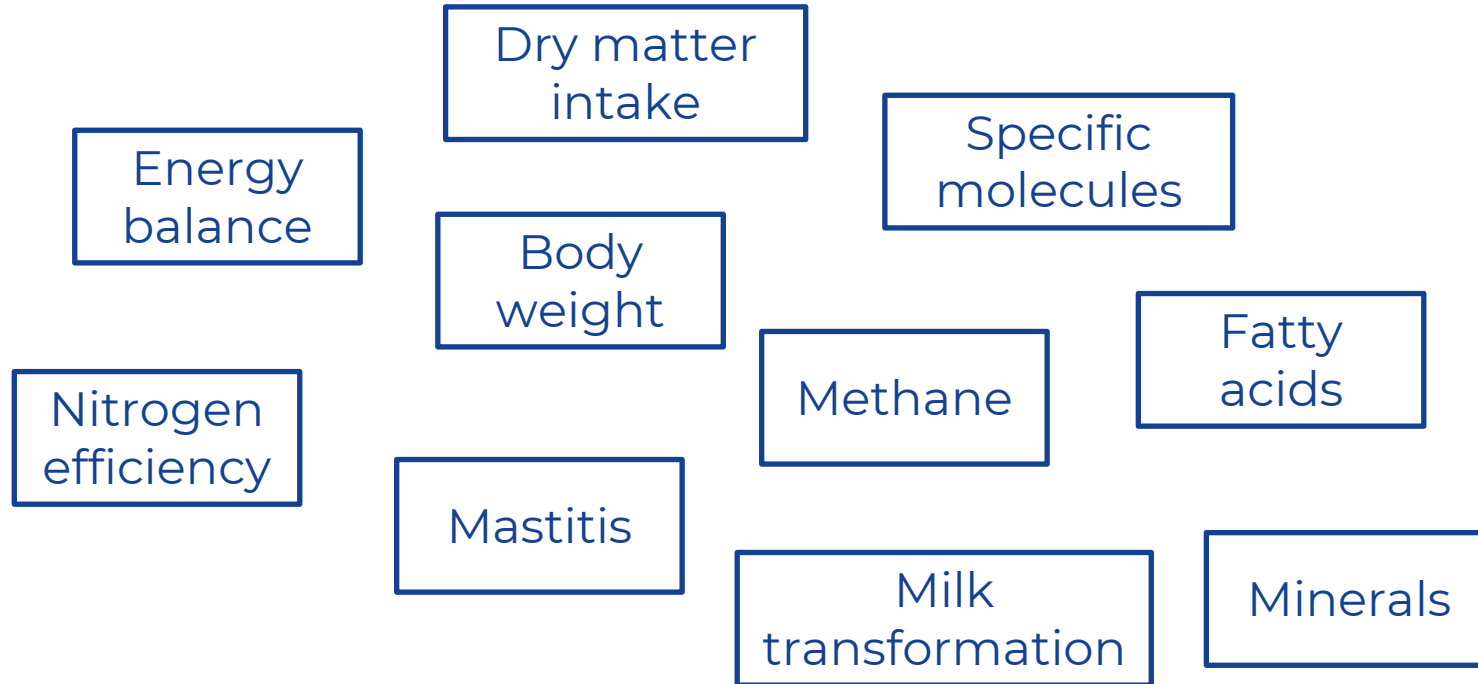 Dry matter
intake
Specific
molecules
Energy
balance
Body
weight
Fatty
acids
Methane
Nitrogen
efficiency
Mastitis
Milk
transformation
Minerals